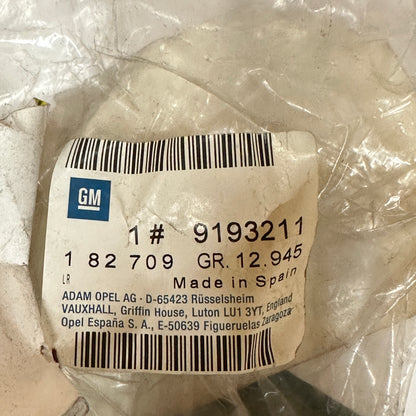 GM
1# 9193211
1 82 709 GR. 12.945
LR Made in Spain
ADAM OPEL AG · D-65423 Rüsselsheim
VAUXHALL, Griffin House, Luton LU1 3YT, England
Opel España S. A., E-50639 Figueruelas Zaragoza